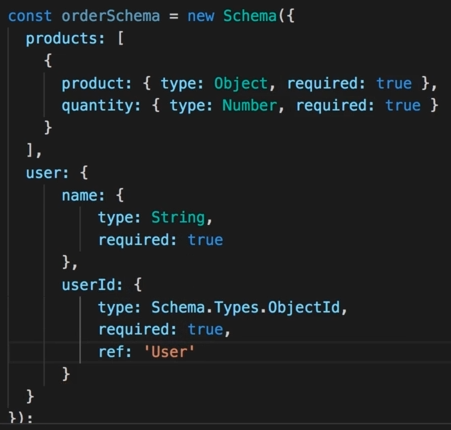 const orderSchema = new Schema({
  products: [
    {
      product: { type: Object, required: true },
      quantity: { type: Number, required: true }
    }
  ],
  user: {
      name: {
          type: String,
          required: true
      },
      userId: {
          type: Schema.Types.ObjectId,
          required: true,
          ref: 'User'
      }
  }
});